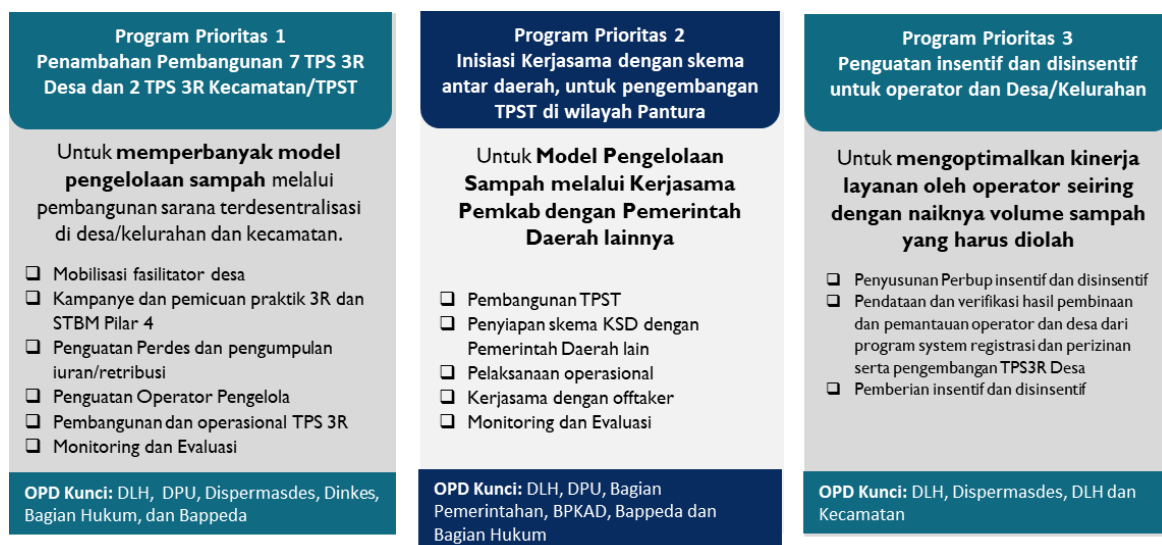 Program Prioritas 1
Penambahan Pembangunan 7 TPS 3R
Desa dan 2 TPS 3R Kecamatan/TPST
Untuk memperbanyak model
pengelolaan sampah melalui
pembangunan sarana terdesentralisasi
di desa/kelurahan dan kecamatan.
❑ Mobilisasi fasilitator desa
❑ Kampanye dan pemicuan praktik 3R dan
STBM Pilar 4
❑ Penguatan Perdes dan pengumpulan
iuran/retribusi
❑ Penguatan Operator Pengelola
❑ Pembangunan dan operasional TPS 3R
❑ Monitoring dan Evaluasi
OPD Kunci: DLH, DPU, Dispermasdes, Dinkes,
Bagian Hukum, dan Bappeda
Program Prioritas 2
Inisiasi Kerjasama dengan skema
antar daerah, untuk pengembangan
TPST di wilayah Pantura
Untuk Model Pengelolaan
Sampah melalui Kerjasama
Pemkab dengan Pemerintah
Daerah lainnya
❑ Pembangunan TPST
❑ Penyiapan skema KSD dengan
Pemerintah Daerah lain
❑ Pelaksanaan operasional
❑ Kerjasama dengan offtaker
❑ Monitoring dan Evaluasi
OPD Kunci: DLH, DPU, Bagian
Pemerintahan, BPKAD, Bappeda dan
Bagian Hukum
Program Prioritas 3
Penguatan insentif dan disinsentif
untuk operator dan Desa/Kelurahan
Untuk mengoptimalkan kinerja
layanan oleh operator seiring
dengan naiknya volume sampah
yang harus diolah
❑ Penyusunan Perbup insentif dan disinsentif
❑ Pendataan dan verifikasi hasil pembinaan
dan pemantauan operator dan desa dari
program system registrasi dan perizinan
serta pengembangan TPS3R Desa
❑ Pemberian insentif dan disinsentif
OPD Kunci: DLH, Dispermasdes, DLH dan
Kecamatan